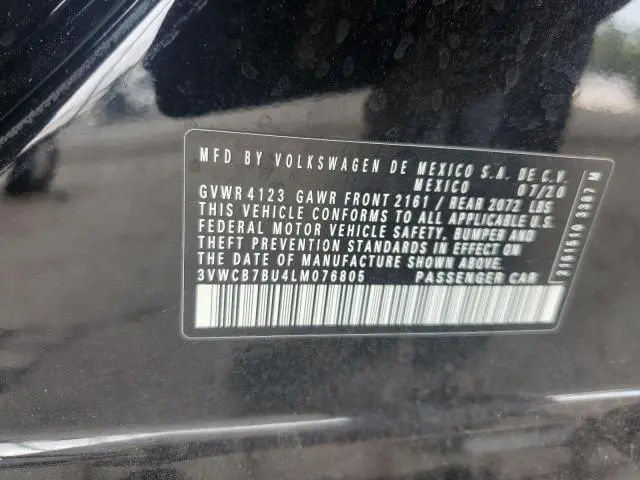 MFD BY VOLKSWAGEN DE MEXICO S.A. DE C.V.
MEXICO 07/20
GVWR 4123 GAWR FRONT 2161 / REAR 2072 LBS
THIS VEHICLE CONFORMS TO ALL APPLICABLE U.S.
FEDERAL MOTOR VEHICLE SAFETY, BUMPER AND
THEFT PREVENTION STANDARDS IN EFFECT ON
THE DATE OF MANUFACTURE SHOWN ABOVE.
3VWCB7BU4LM076805 PASSENGER CAR